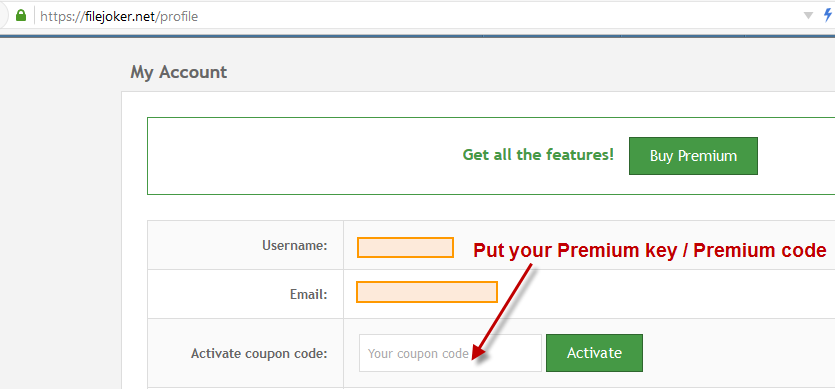 https://filejoker.net/profile
My Account
Get all the features! Buy Premium
Username:
Put your Premium key / Premium code
Email:
Activate coupon code: Your coupon code Activate